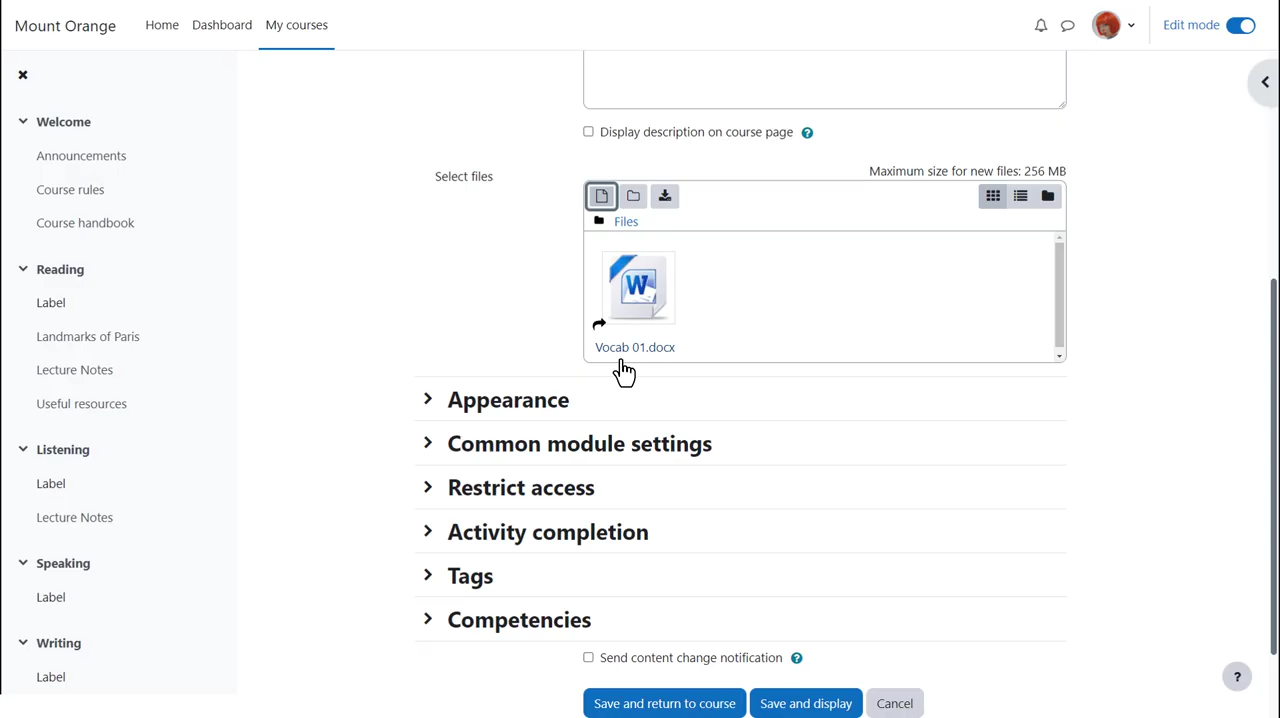 Mount Orange
Home Dashboard My courses
Edit mode
Welcome
Announcements
Course rules
Course handbook
Reading
Label
Landmarks of Paris
Lecture Notes
Useful resources
Listening
Label
Lecture Notes
Speaking
Label
Writing
Label
Display description on course page ?
Select files
Maximum size for new files: 256 MB
Files
W
Vocab 01.docx
Appearance
Common module settings
Restrict access
Activity completion
Tags
Competencies
Send content change notification ?
Save and return to course Save and display Cancel
?